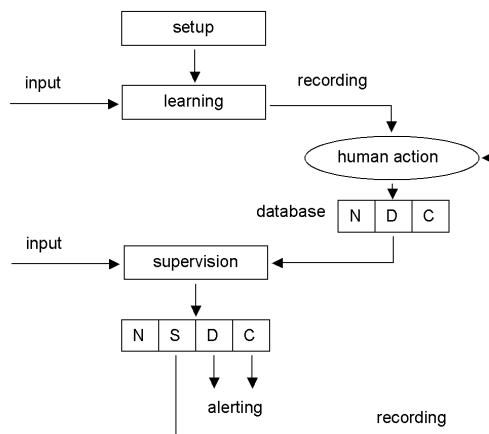 setup
input
recording
learning
human action
database
N D C
input
supervision
N S D C
alerting
recording